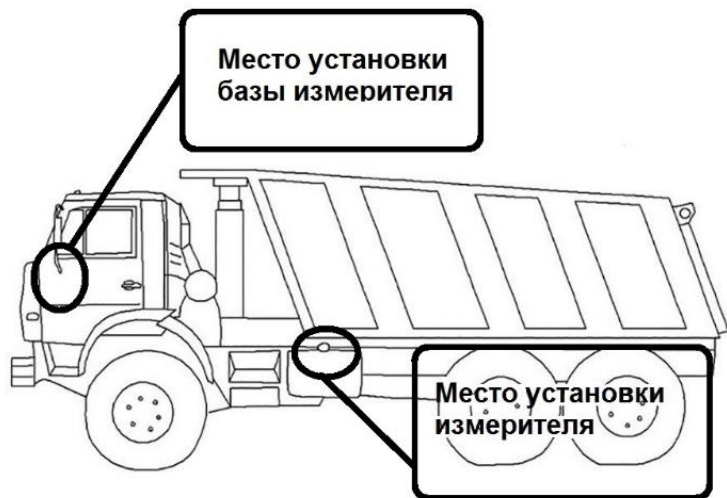 Место установки
базы измерителя
Место установки
измерителя